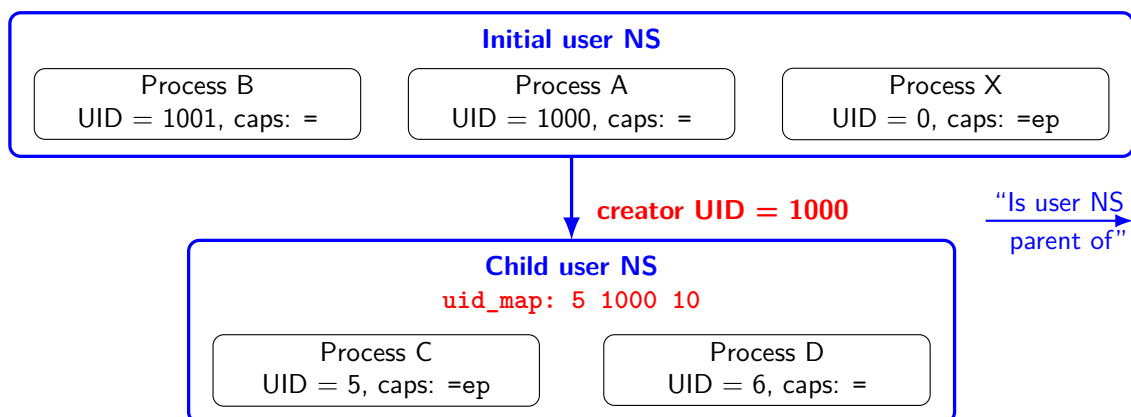 Initial user NS
Process B
UID = 1001, caps: =
Process A
UID = 1000, caps: =
Process X
UID = 0, caps: =ep
creator UID = 1000
“Is user NS
parent of”
Child user NS
uid_map: 5 1000 10
Process C
UID = 5, caps: =ep
Process D
UID = 6, caps: =